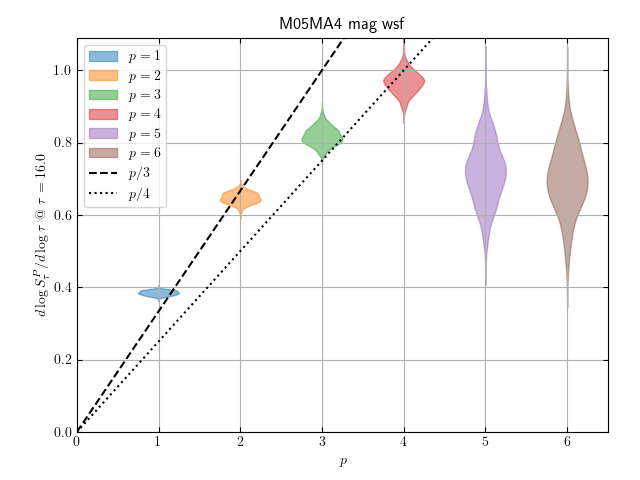 M05MA4 mag wsf
p = 1
p = 2
p = 3
p = 4
p = 5
p = 6
p/3
p/4
d log S_τ^P / d log τ @ τ = 16.0
1.0
0.8
0.6
0.4
0.2
0.0
0 1 2 3 4 5 6
p